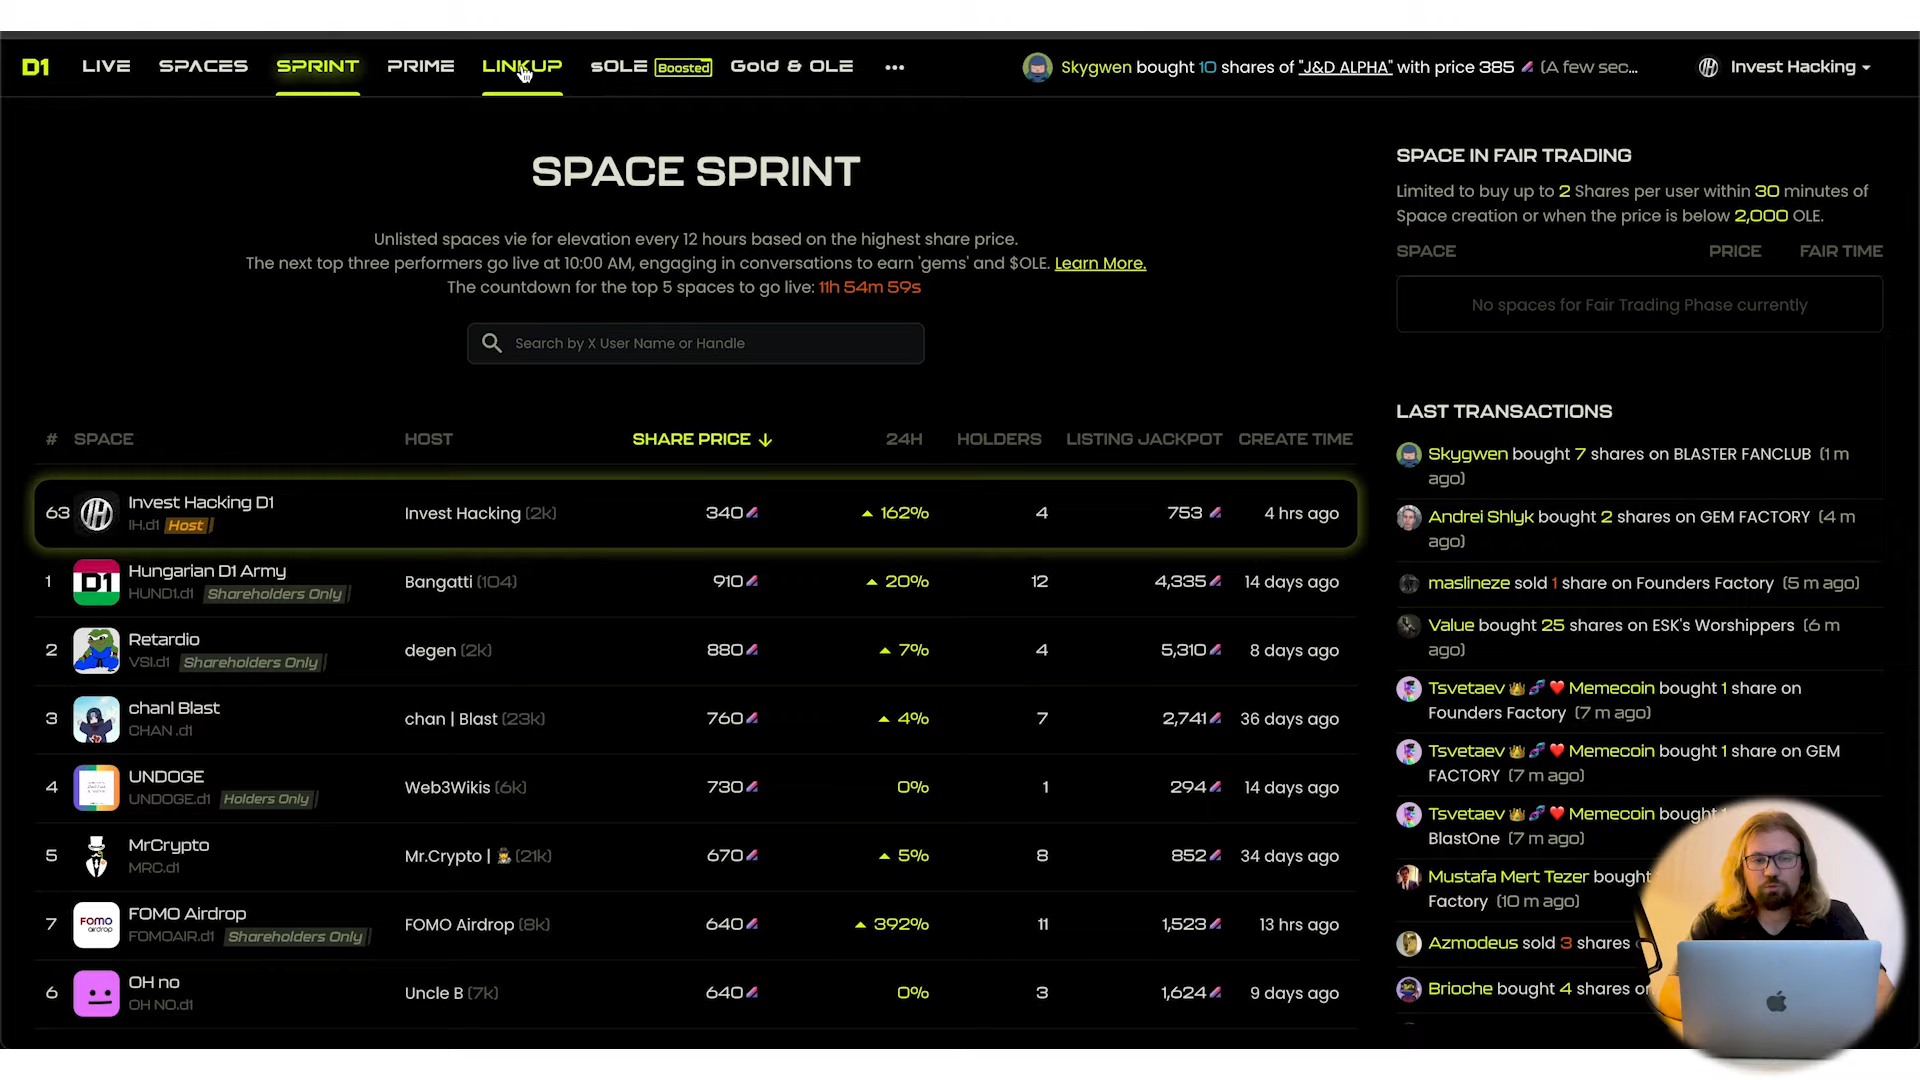 D1 LIVE SPACES SPRINT PRIME LINKUP sOLE Boosted Gold & OLE ...
Skygwen bought 10 shares of "J&D ALPHA" with price 385 (A few sec...
Invest Hacking
SPACE SPRINT
Unlisted spaces vie for elevation every 12 hours based on the highest share price.
The next top three performers go live at 10:00 AM, engaging in conversations to earn 'gems' and $OLE. Learn More.
The countdown for the top 5 spaces to go live: 11h 54m 59s
Search by X User Name or Handle
# SPACE HOST SHARE PRICE ↓ 24H HOLDERS LISTING JACKPOT CREATE TIME
63 Invest Hacking D1 Invest Hacking (2k) 340 162% 4 753 4 hrs ago
IH.d1 Host
1 Hungarian D1 Army Bangatti (104) 910 20% 12 4,335 14 days ago
HUND1.d1 Shareholders Only
2 Retardio degen (2k) 880 7% 4 5,310 8 days ago
VSI.d1 Shareholders Only
3 chan| Blast chan | Blast (23k) 760 4% 7 2,741 36 days ago
CHAN .d1
4 UNDOGE Web3Wikis (6k) 730 0% 1 294 14 days ago
UNDOGE.d1 Holders Only
5 MrCrypto Mr.Crypto | (21k) 670 5% 8 852 34 days ago
MRC.d1
7 FOMO Airdrop FOMO Airdrop (8k) 640 392% 11 1,523 13 hrs ago
FOMOAIR.d1 Shareholders Only
6 OH no Uncle B (7k) 640 0% 3 1,624 9 days ago
OH NO.d1
IH
D1
FOMO
airdrop
SPACE IN FAIR TRADING
Limited to buy up to 2 Shares per user within 30 minutes of
Space creation or when the price is below 2,000 OLE.
SPACE PRICE FAIR TIME
No spaces for Fair Trading Phase currently
LAST TRANSACTIONS
Skygwen bought 7 shares on BLASTER FANCLUB (1 m
ago)
Andrei Shlyk bought 2 shares on GEM FACTORY (4 m
ago)
maslineze sold 1 share on Founders Factory (5 m ago)
Value bought 25 shares on ESK's Worshippers (6 m
ago)
Tsvetaev 👑🧬❤️ Memecoin bought 1 share on
Founders Factory (7 m ago)
Tsvetaev 👑🧬❤️ Memecoin bought 1 share on GEM
FACTORY (7 m ago)
Tsvetaev 👑🧬❤️ Memecoin bought
BlastOne (7 m ago)
Mustafa Mert Tezer bought
Factory (10 m ago)
Azmodeus sold 3 shares
Brioche bought 4 shares